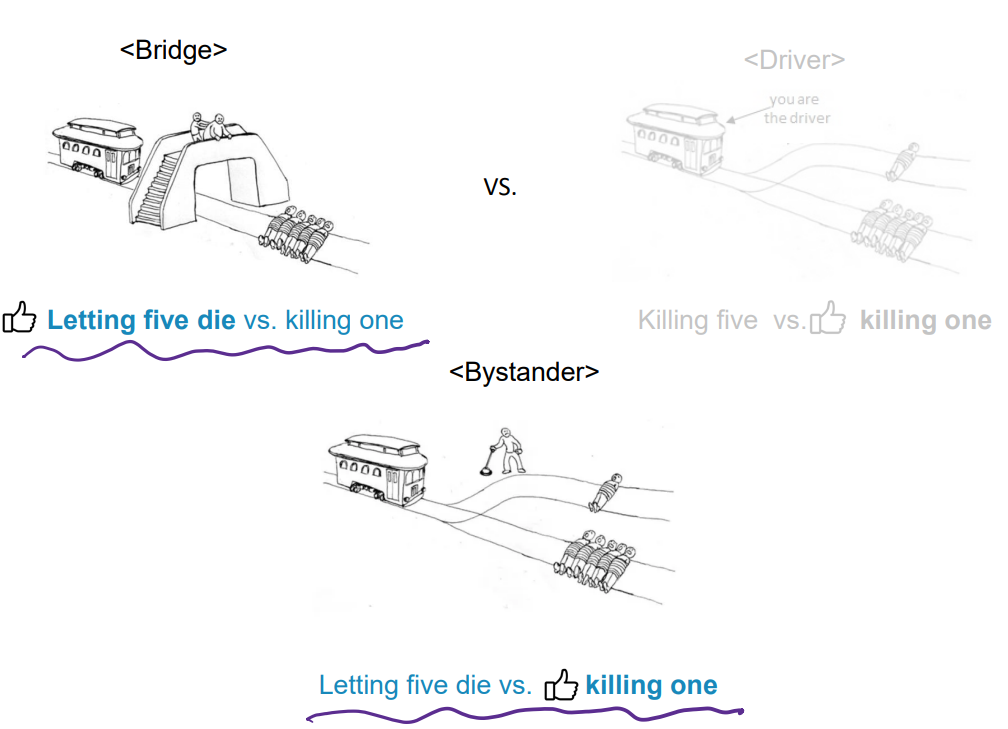 <Bridge>
<Driver>
you are
the driver
vs.
Letting five die vs. killing one
Killing five vs. killing one
<Bystander>
Letting five die vs. killing one